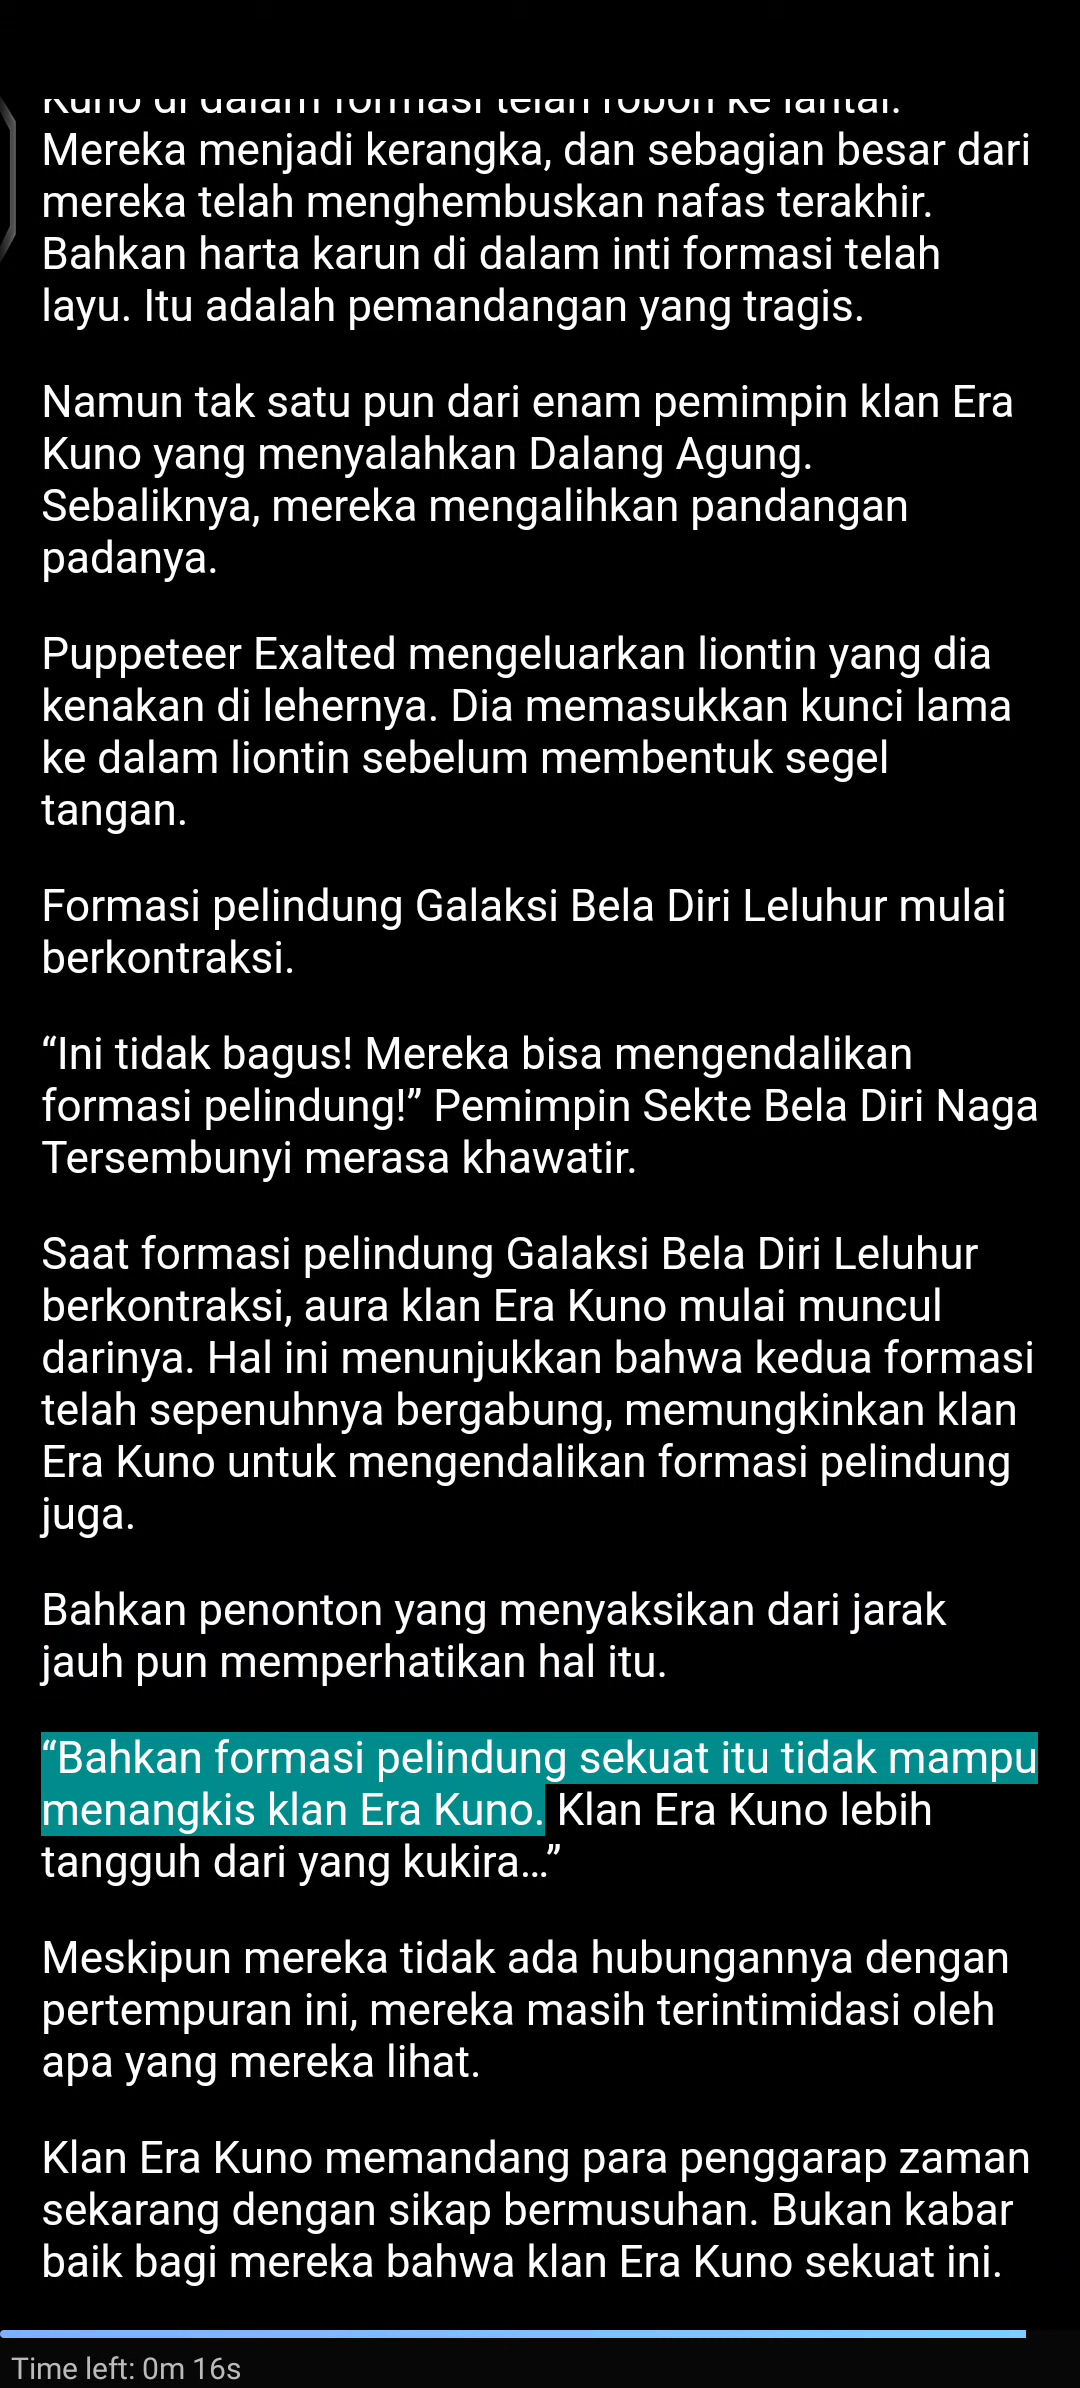 Kuno di dalam formasi telah roboh ke lantai.
Mereka menjadi kerangka, dan sebagian besar dari
mereka telah menghembuskan nafas terakhir.
Bahkan harta karun di dalam inti formasi telah
layu. Itu adalah pemandangan yang tragis.
Namun tak satu pun dari enam pemimpin klan Era
Kuno yang menyalahkan Dalang Agung.
Sebaliknya, mereka mengalihkan pandangan
padanya.
Puppeteer Exalted mengeluarkan liontin yang dia
kenakan di lehernya. Dia memasukkan kunci lama
ke dalam liontin sebelum membentuk segel
tangan.
Formasi pelindung Galaksi Bela Diri Leluhur mulai
berkontraksi.
“Ini tidak bagus! Mereka bisa mengendalikan
formasi pelindung!” Pemimpin Sekte Bela Diri Naga
Tersembunyi merasa khawatir.
Saat formasi pelindung Galaksi Bela Diri Leluhur
berkontraksi, aura klan Era Kuno mulai muncul
darinya. Hal ini menunjukkan bahwa kedua formasi
telah sepenuhnya bergabung, memungkinkan klan
Era Kuno untuk mengendalikan formasi pelindung
juga.
Bahkan penonton yang menyaksikan dari jarak
jauh pun memperhatikan hal itu.
“Bahkan formasi pelindung sekuat itu tidak mampu
menangkis klan Era Kuno. Klan Era Kuno lebih
tangguh dari yang kukira...”
Meskipun mereka tidak ada hubungannya dengan
pertempuran ini, mereka masih terintimidasi oleh
apa yang mereka lihat.
Klan Era Kuno memandang para penggarap zaman
sekarang dengan sikap bermusuhan. Bukan kabar
baik bagi mereka bahwa klan Era Kuno sekuat ini.
Time left: 0m 16s